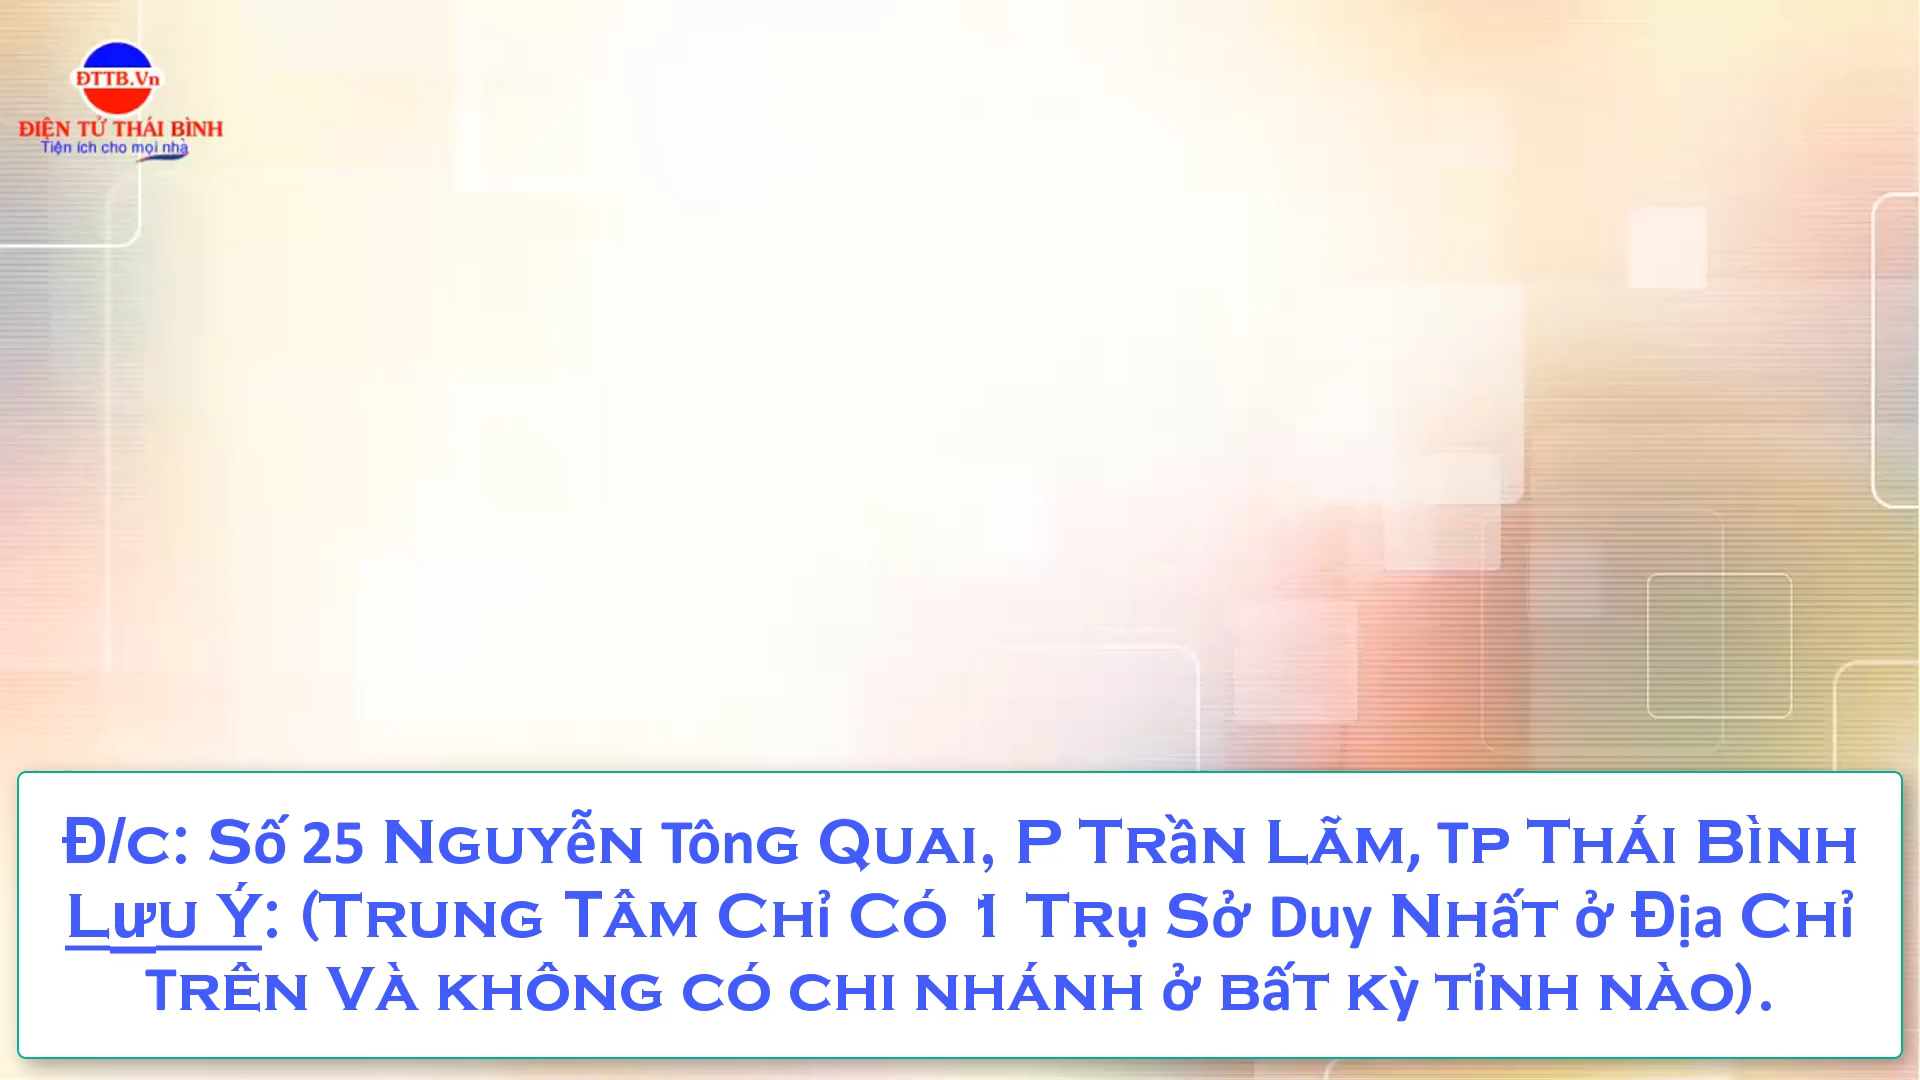 ĐTTB.Vn
ĐIỆN TỬ THÁI BÌNH
Tiện ích cho mọi nhà
Đ/c: Số 25 Nguyễn Tông Quai, P Trần Lãm, Tp Thái Bình
Lưu Ý: (Trung Tâm Chỉ Có 1 Trụ Sở Duy Nhất ở Địa Chỉ
Trên Và không có chi nhánh ở bất kỳ tỉnh nào).